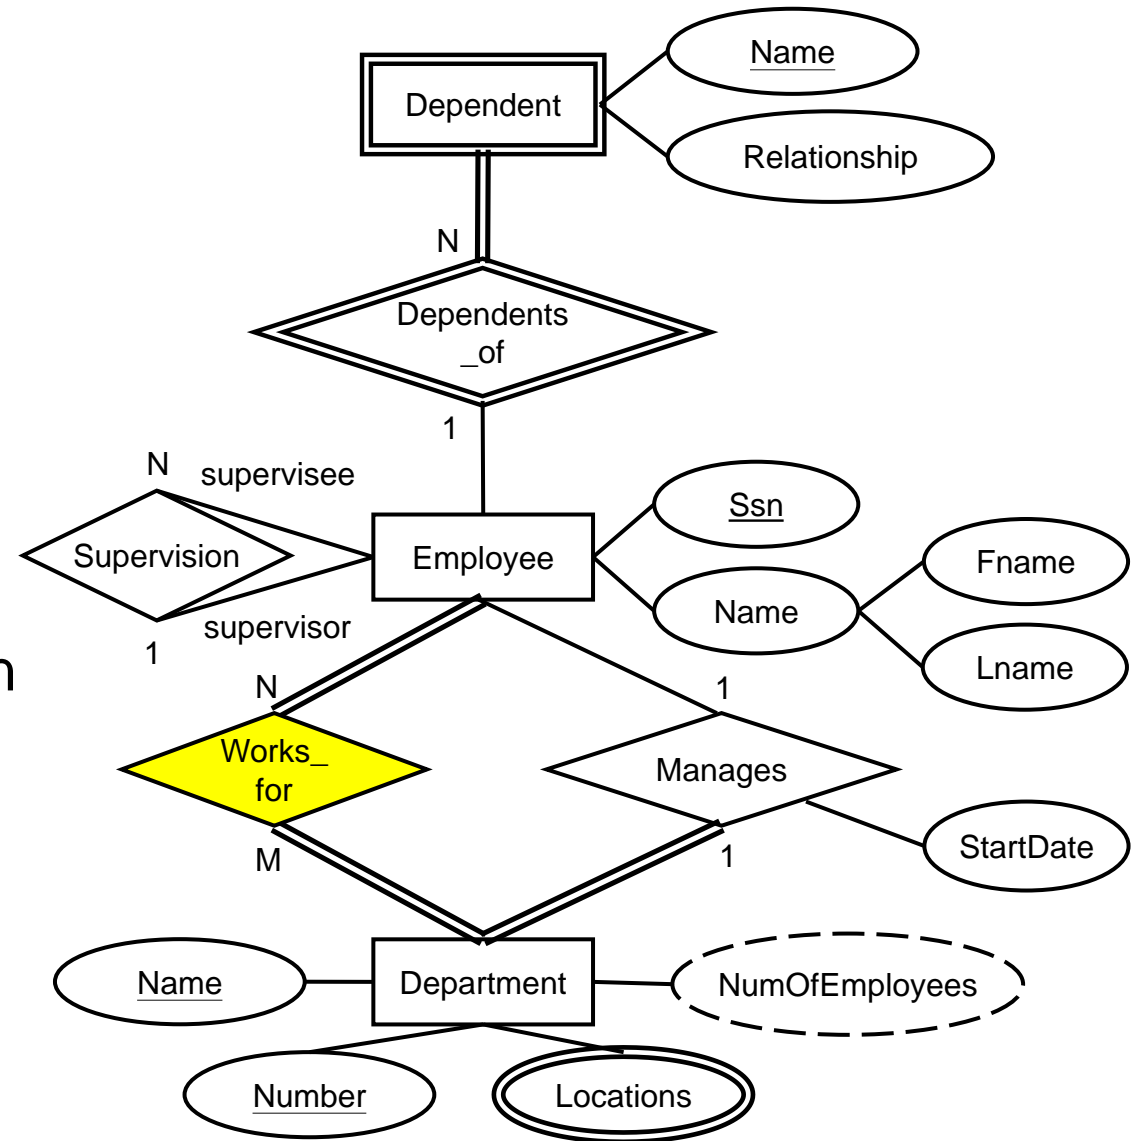 Name
Dependent
Relationship
N
Dependents
_of
1
N
supervisee
Ssn
Supervision
Employee
Fname
Name
supervisor
1
Lname
n
N
1
Works_
for
Manages
M
1
StartDate
Name
Department
NumOfEmployees
Number
Locations